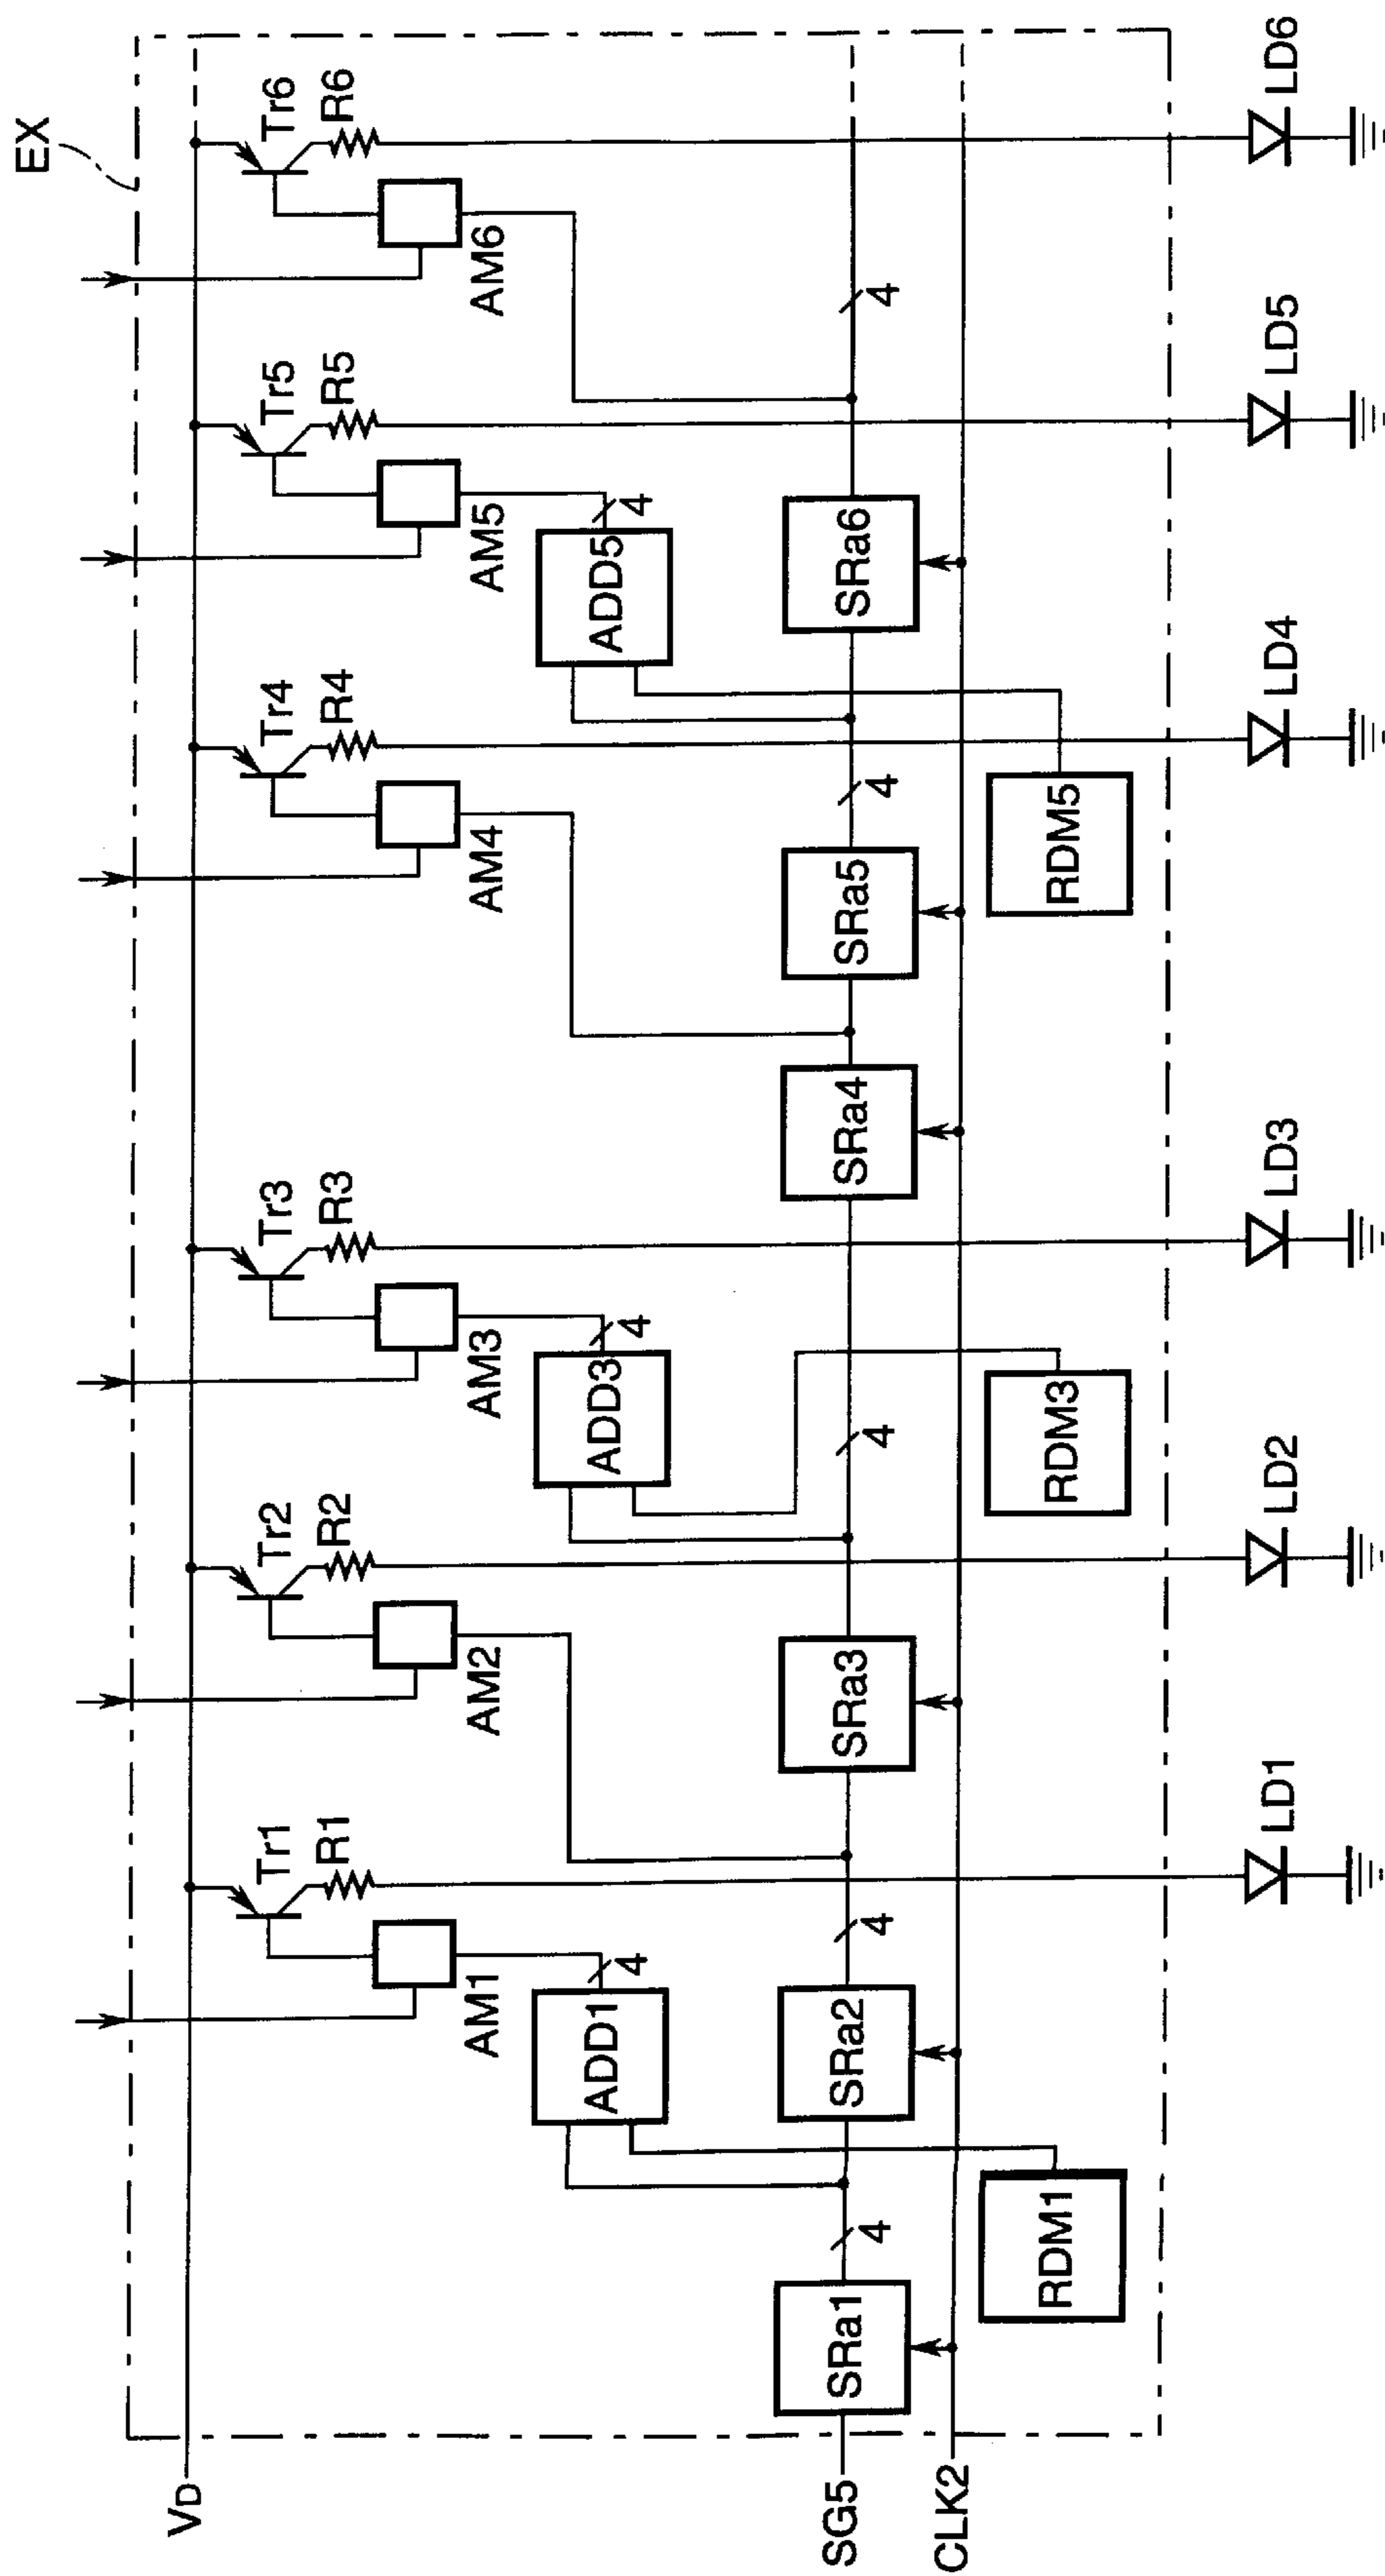 EX
Tr1
R1
Tr2
R2
Tr3
R3
Tr4
R4
Tr5
R5
Tr6
R6
AM1
AM2
AM3
AM4
AM5
AM6
4
4
4
ADD1
ADD3
ADD5
4
4
4
4
4
SRa1
SRa2
SRa3
SRa4
SRa5
SRa6
RDM1
RDM3
RDM5
LD1
LD2
LD3
LD4
LD5
LD6
VD
SG5
CLK2